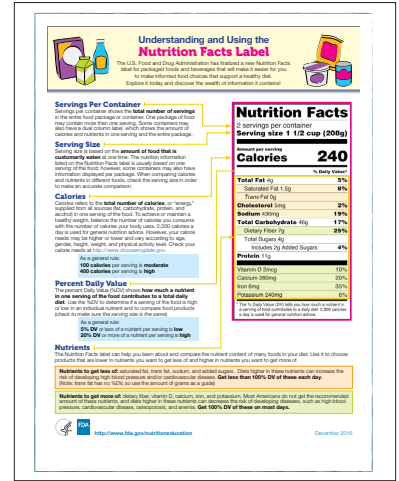 Understanding and Using the
Nutrition Facts Label
The U.S. Food and Drug Administration has finalized a new Nutrition Facts
label for packaged foods and beverages that will make it easier for you
to make informed food choices that support a healthy diet.
Explore it today and discover the wealth of information it contains!
Servings Per Container
Servings per container shows the total number of servings
in the entire food package or container. One package of food
may contain more than one serving. Some containers may
also have a dual column label, which shows the amount of
calories and nutrients in one serving and the entire package.
Serving Size
Serving size is based on the amount of food that is
customarily eaten at one time. The nutrition information
listed on the Nutrition Facts label is usually based on one
serving of the food; however, some containers may also have
information displayed per package. When comparing calories
and nutrients in different foods, check the serving size in order
to make an accurate comparison.
Calories
Calories refers to the total number of calories, or "energy,"
supplied from all sources (fat, carbohydrate, protein, and
alcohol) in one serving of the food. To achieve or maintain a
healthy weight, balance the number of calories you consume
with the number of calories your body uses. 2,000 calories a
day is used for general nutrition advice. However, your calorie
needs may be higher or lower and vary according to age,
gender, height, weight, and physical activity level. Check your
calorie needs at http://www.choosemyplate.gov.
As a general rule:
100 calories per serving is moderate
400 calories per serving is high
Percent Daily Value
The percent Daily Value (%DV) shows how much a nutrient
in one serving of the food contributes to a total daily
diet. Use the %DV to determine if a serving of the food is high
or low in an individual nutrient and to compare food products
(check to make sure the serving size is the same).
As a general rule:
5% DV or less of a nutrient per serving is low
20% DV or more of a nutrient per serving is high
Nutrition Facts
2 servings per container
Serving size 1 1/2 cup (208g)
Amount per serving
Calories 240
% Daily Value*
Total Fat 4g 5%
Saturated Fat 1.5g 8%
Trans Fat 0g
Cholesterol 5mg 2%
Sodium 430mg 19%
Total Carbohydrate 46g 17%
Dietary Fiber 7g 25%
Total Sugars 4g
Includes 2g Added Sugars 4%
Protein 11g
Vitamin D 2mcg 10%
Calcium 260mg 20%
Iron 6mg 35%
Potassium 240mg 6%
* The % Daily Value (DV) tells you how much a nutrient in
a serving of food contributes to a daily diet. 2,000 calories
a day is used for general nutrition advice.
Nutrients
The Nutrition Facts label can help you learn about and compare the nutrient content of many foods in your diet. Use it to choose
products that are lower in nutrients you want to get less of and higher in nutrients you want to get more of.
Nutrients to get less of: saturated fat, trans fat, sodium, and added sugars. Diets higher in these nutrients can increase the
risk of developing high blood pressure and/or cardiovascular disease. Get less than 100% DV of these each day.
(Note: trans fat has no %DV, so use the amount of grams as a guide)
Nutrients to get more of: dietary fiber, vitamin D, calcium, iron, and potassium. Most Americans do not get the recommended
amount of these nutrients, and diets higher in these nutrients can decrease the risk of developing diseases, such as high blood
pressure, cardiovascular disease, osteoporosis, and anemia. Get 100% DV of these on most days.
FDA
http://www.fda.gov/nutritioneducation
December 2016